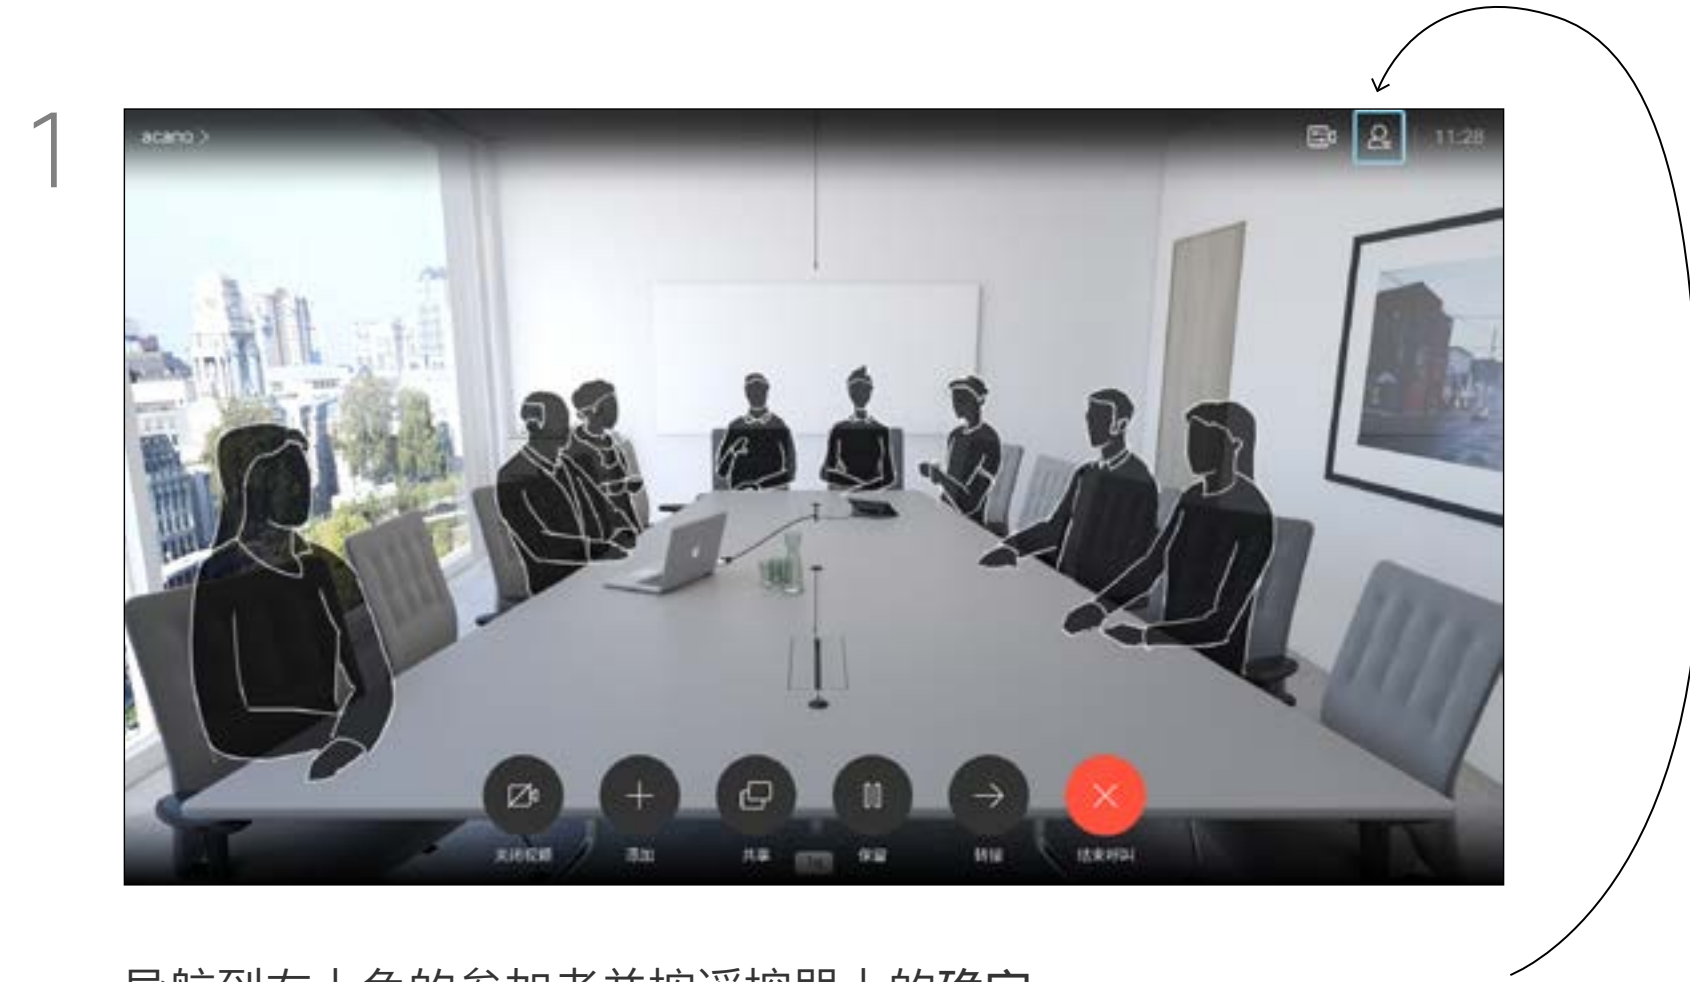 1
acano >
11:28
关闭视频 添加 共享 保留 转接 结束呼叫
导航到右上角的参加者并按遥控器上的确定